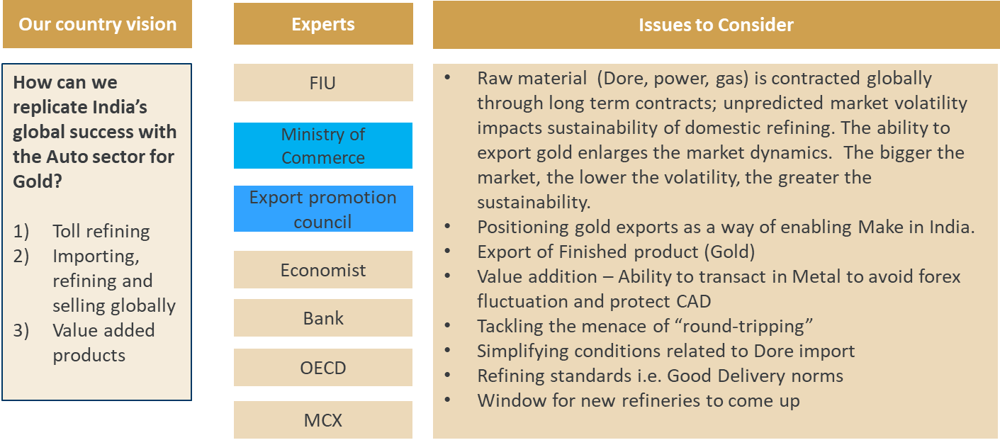 Our country vision
How can we
replicate India’s
global success with
the Auto sector for
Gold?
1) Toll refining
2) Importing,
refining and
selling globally
3) Value added
products
Experts
FIU
Ministry of
Commerce
Export promotion
council
Economist
Bank
OECD
MCX
Issues to Consider
• Raw material (Dore, power, gas) is contracted globally
through long term contracts; unpredicted market volatility
impacts sustainability of domestic refining. The ability to
export gold enlarges the market dynamics. The bigger the
market, the lower the volatility, the greater the
sustainability.
• Positioning gold exports as a way of enabling Make in India.
• Export of Finished product (Gold)
• Value addition – Ability to transact in Metal to avoid forex
fluctuation and protect CAD
• Tackling the menace of “round-tripping”
• Simplifying conditions related to Dore import
• Refining standards i.e. Good Delivery norms
• Window for new refineries to come up